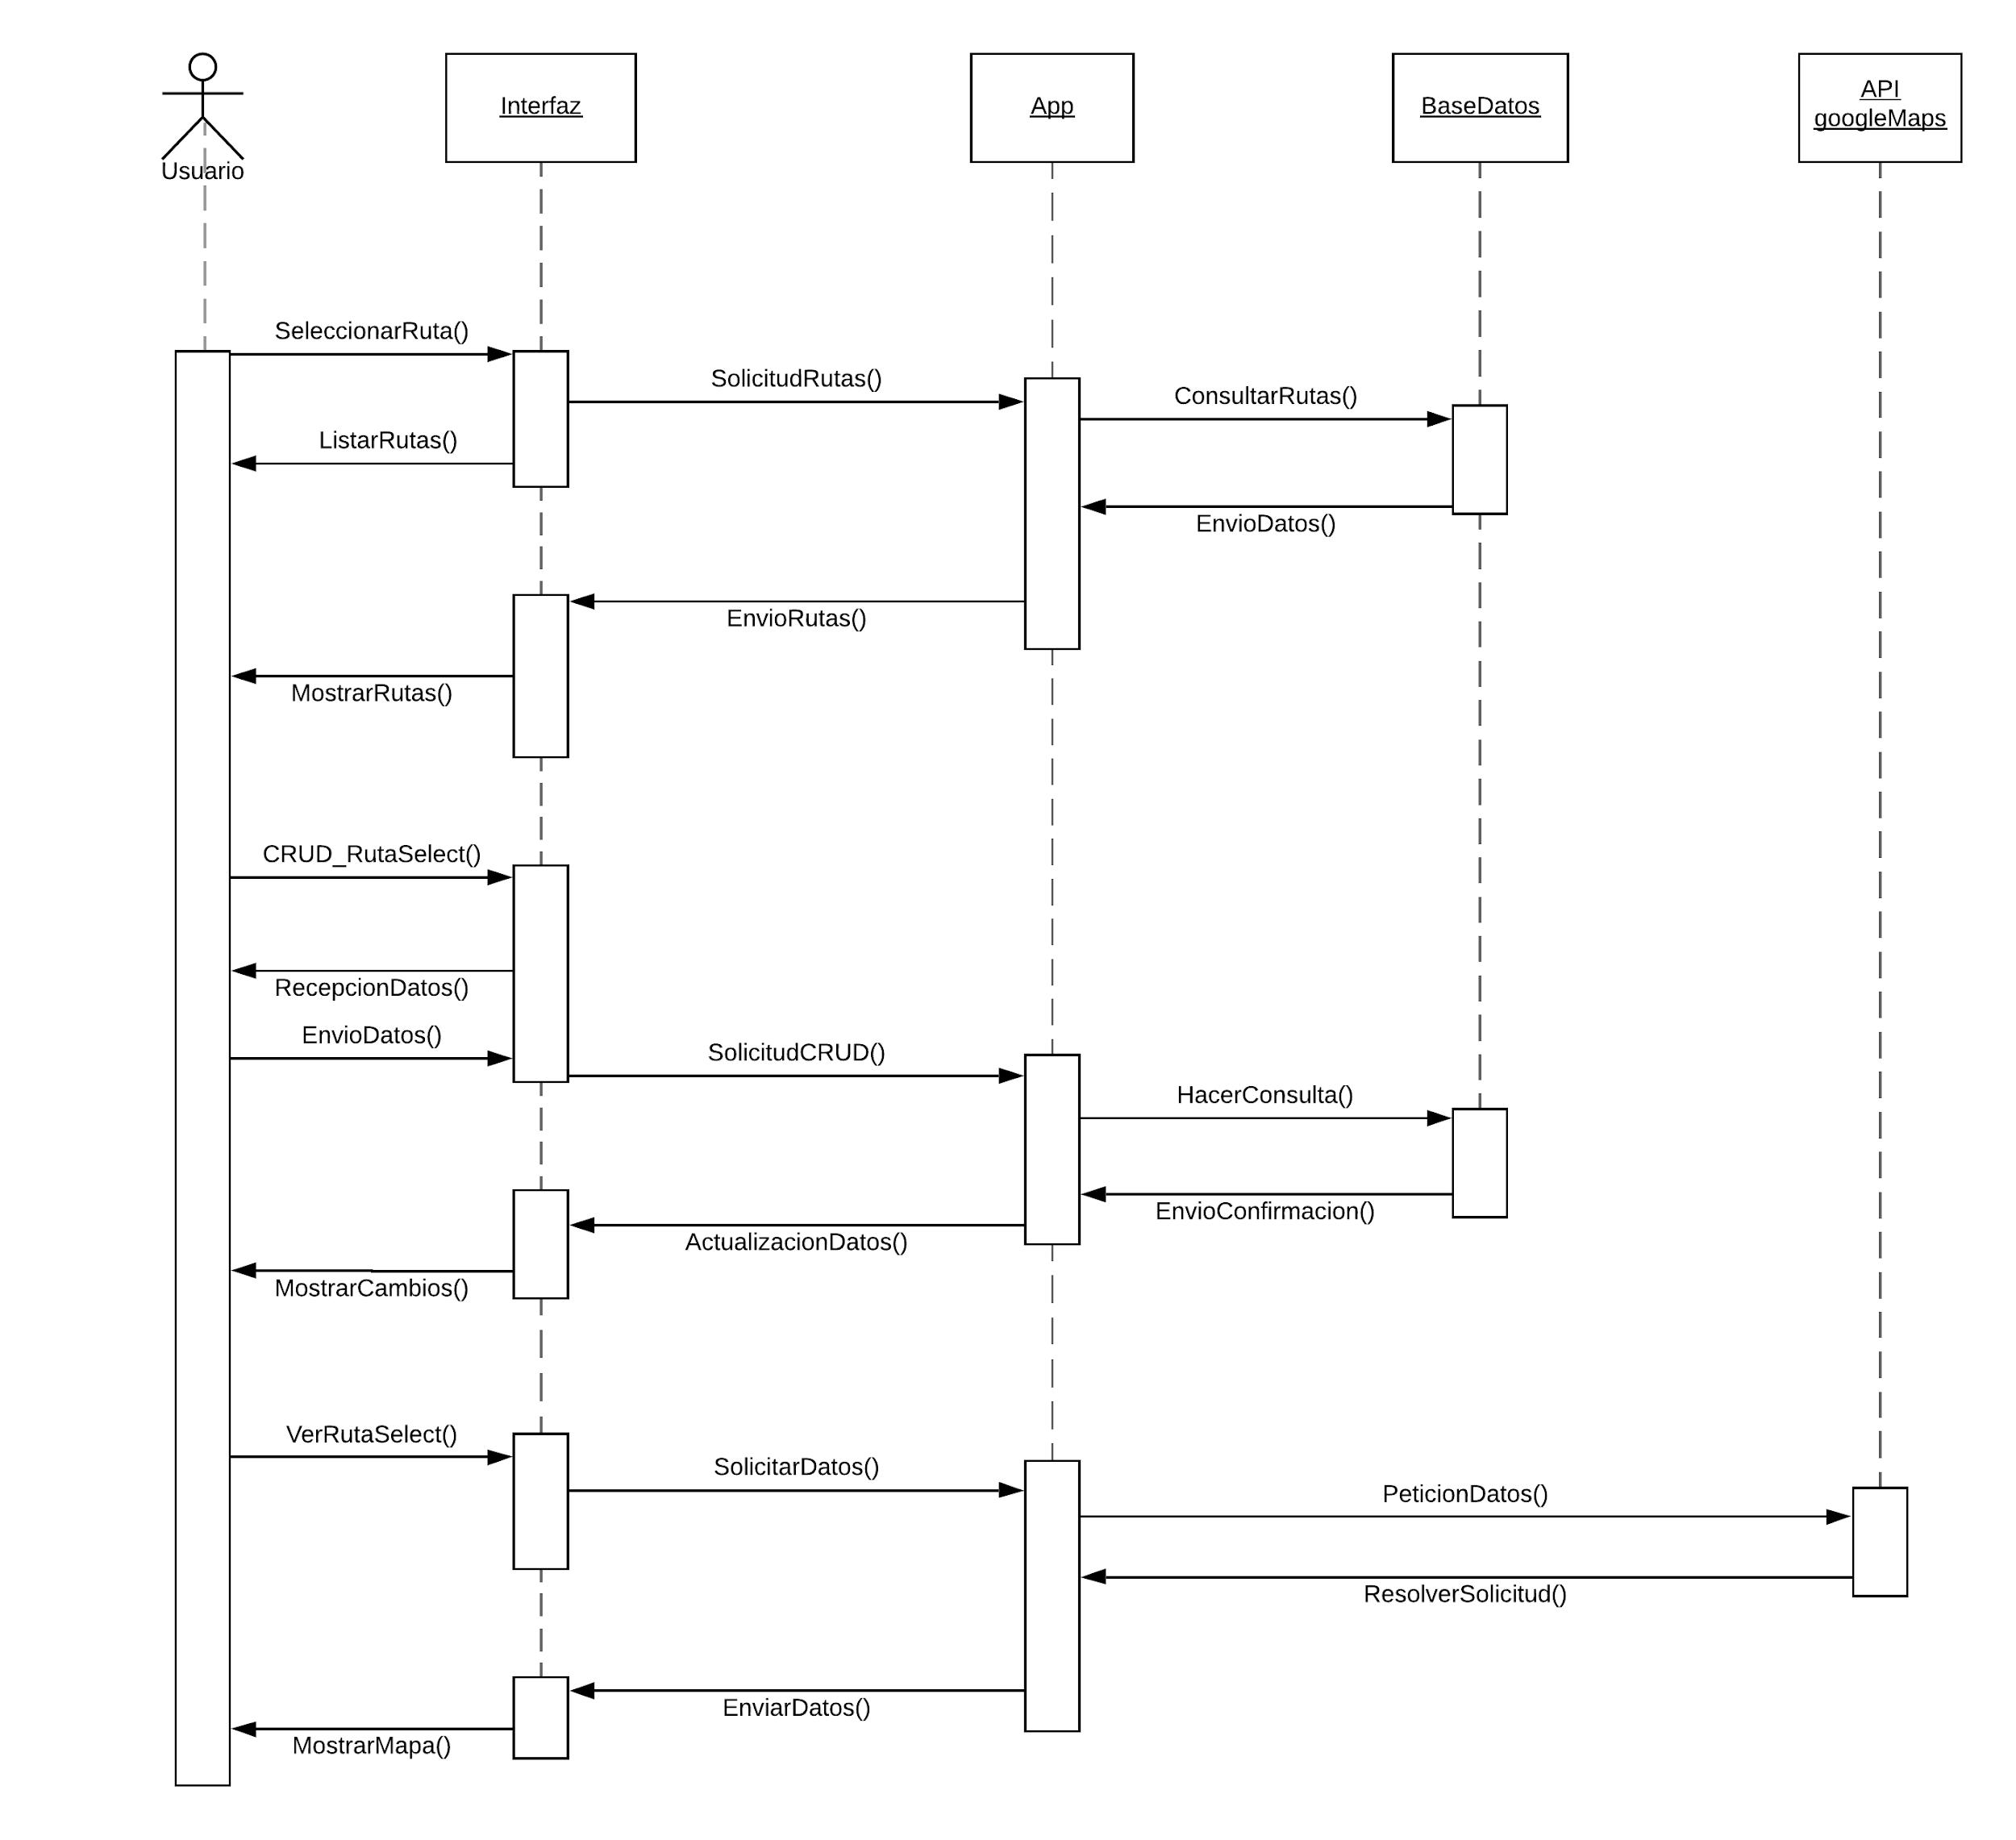 Usuario
Interfaz
App
BaseDatos
API
googleMaps
SeleccionarRuta()
SolicitudRutas()
ConsultarRutas()
ListarRutas()
EnvioDatos()
EnvioRutas()
MostrarRutas()
CRUD_RutaSelect()
RecepcionDatos()
EnvioDatos()
SolicitudCRUD()
HacerConsulta()
EnvioConfirmacion()
ActualizacionDatos()
MostrarCambios()
VerRutaSelect()
SolicitarDatos()
PeticionDatos()
ResolverSolicitud()
EnviarDatos()
MostrarMapa()